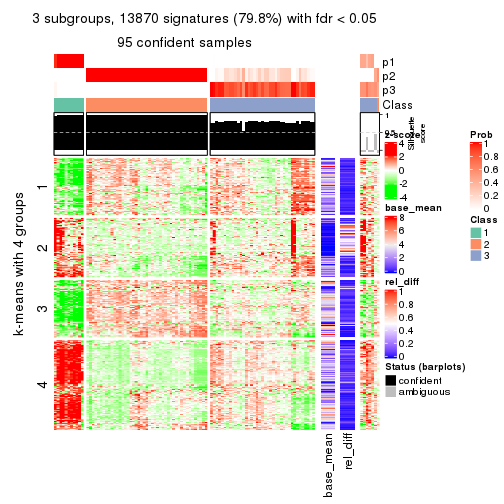 3 subgroups, 13870 signatures (79.8%) with fdr < 0.05
95 confident samples
p1
p2
p3
Class
1
0.5
0
Silhouette
score
z-score
4
2
0
-2
-4
Prob
1
0.8
0.6
0.4
0.2
0
base_mean
8
6
4
2
0
Class
1
2
3
rel_diff
1
0.8
0.6
0.4
0.2
0
Status (barplots)
confident
ambiguous
k-means with 4 groups
1
2
3
4
base_mean
rel_diff